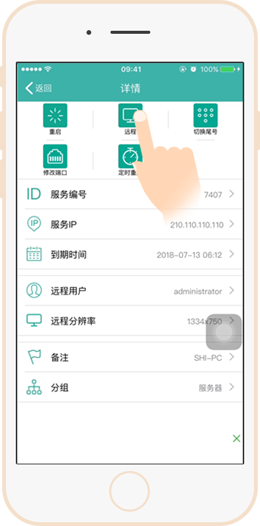 09:41 100%
返回 详情
重启 远程 切换尾号
修改端口 定时重
ID 服务编号 7407
IP 服务IP 210.110.110.110
到期时间 2018-07-13 06:12
远程用户 administrator
远程分辨率 1334x750
备注 SHI-PC
分组 服务器